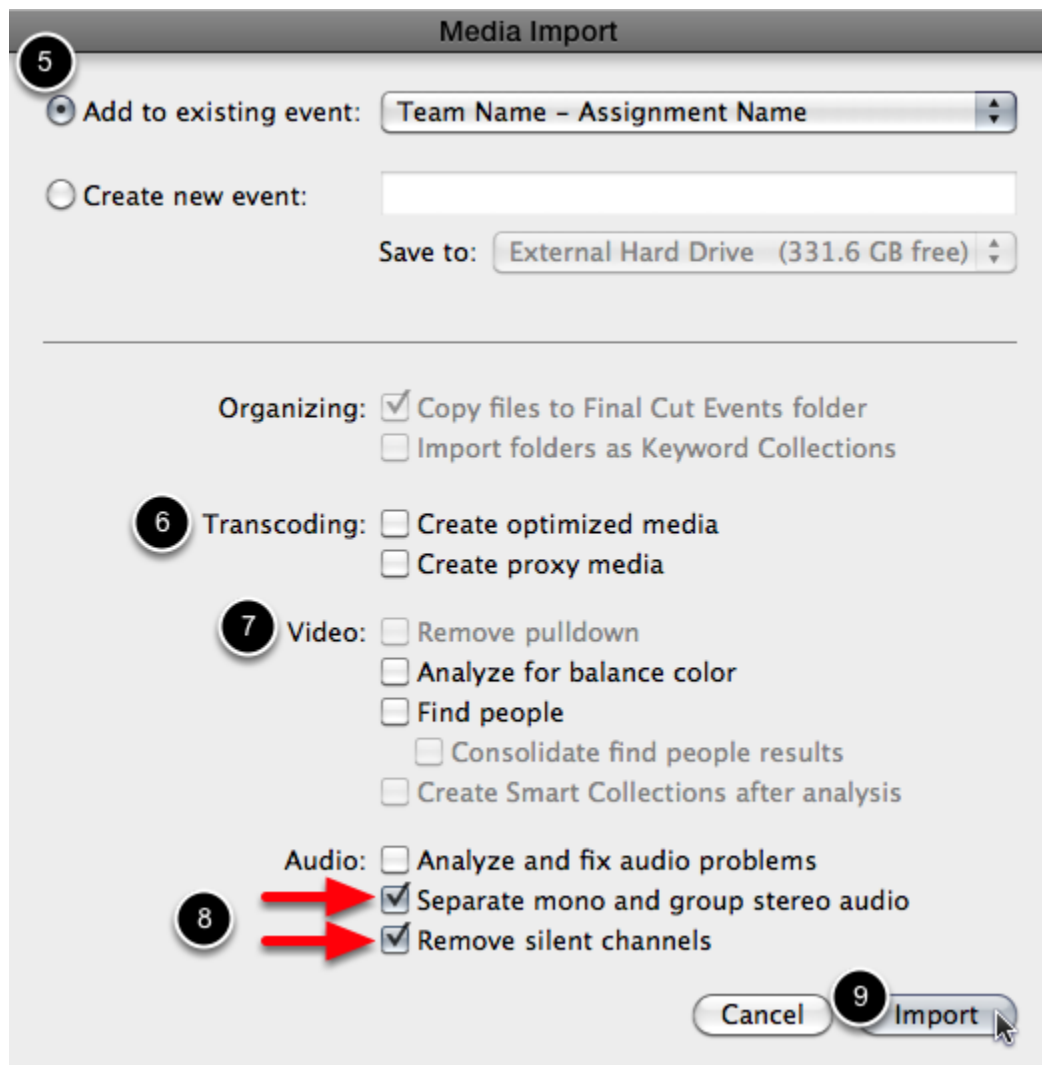 Media Import
5
Add to existing event: Team Name – Assignment Name
Create new event:
Save to: External Hard Drive (331.6 GB free)
Organizing: Copy files to Final Cut Events folder
Import folders as Keyword Collections
6 Transcoding: Create optimized media
Create proxy media
7 Video: Remove pulldown
Analyze for balance color
Find people
Consolidate find people results
Create Smart Collections after analysis
Audio: Analyze and fix audio problems
8 Separate mono and group stereo audio
Remove silent channels
Cancel 9 Import